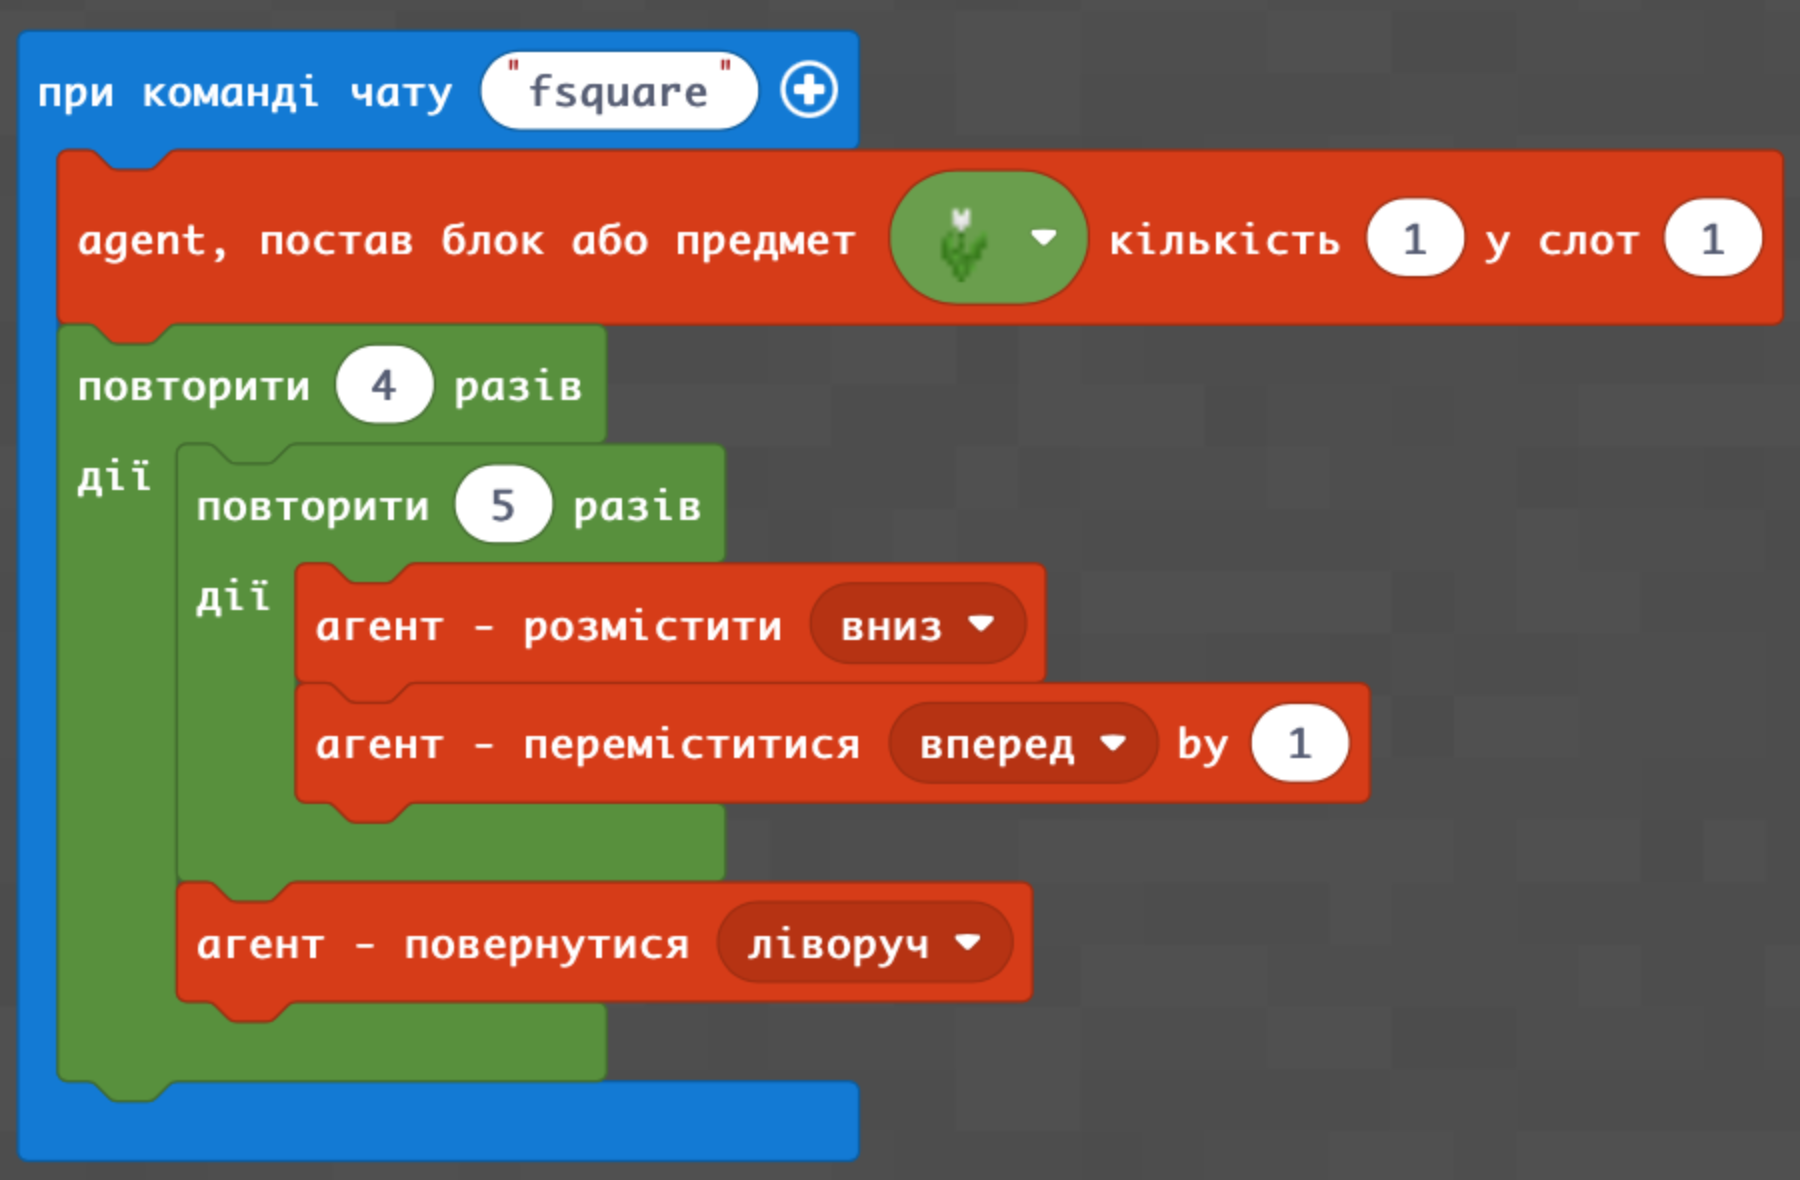 при команді чату "fsquare"
agent, постав блок або предмет кількість 1 у слот 1
повторити 4 разів
дії
повторити 5 разів
дії
агент - розмістити вниз
агент - переміститися вперед by 1
агент - повернутися ліворуч